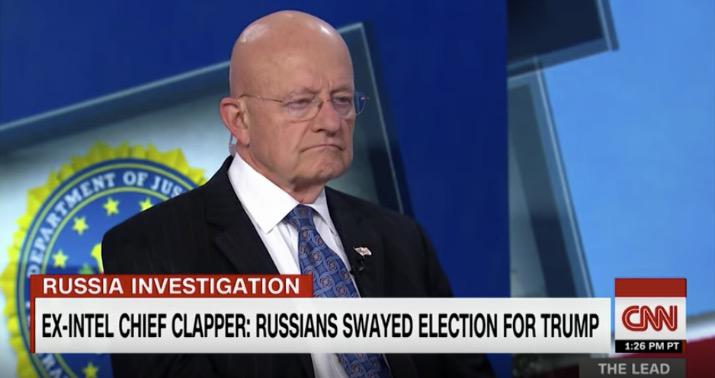 DEPARTMENT OF JUS
RUSSIA INVESTIGATION
EX-INTEL CHIEF CLAPPER: RUSSIANS SWAYED ELECTION FOR TRUMP
CNN
1:26 PM PT
THE LEAD